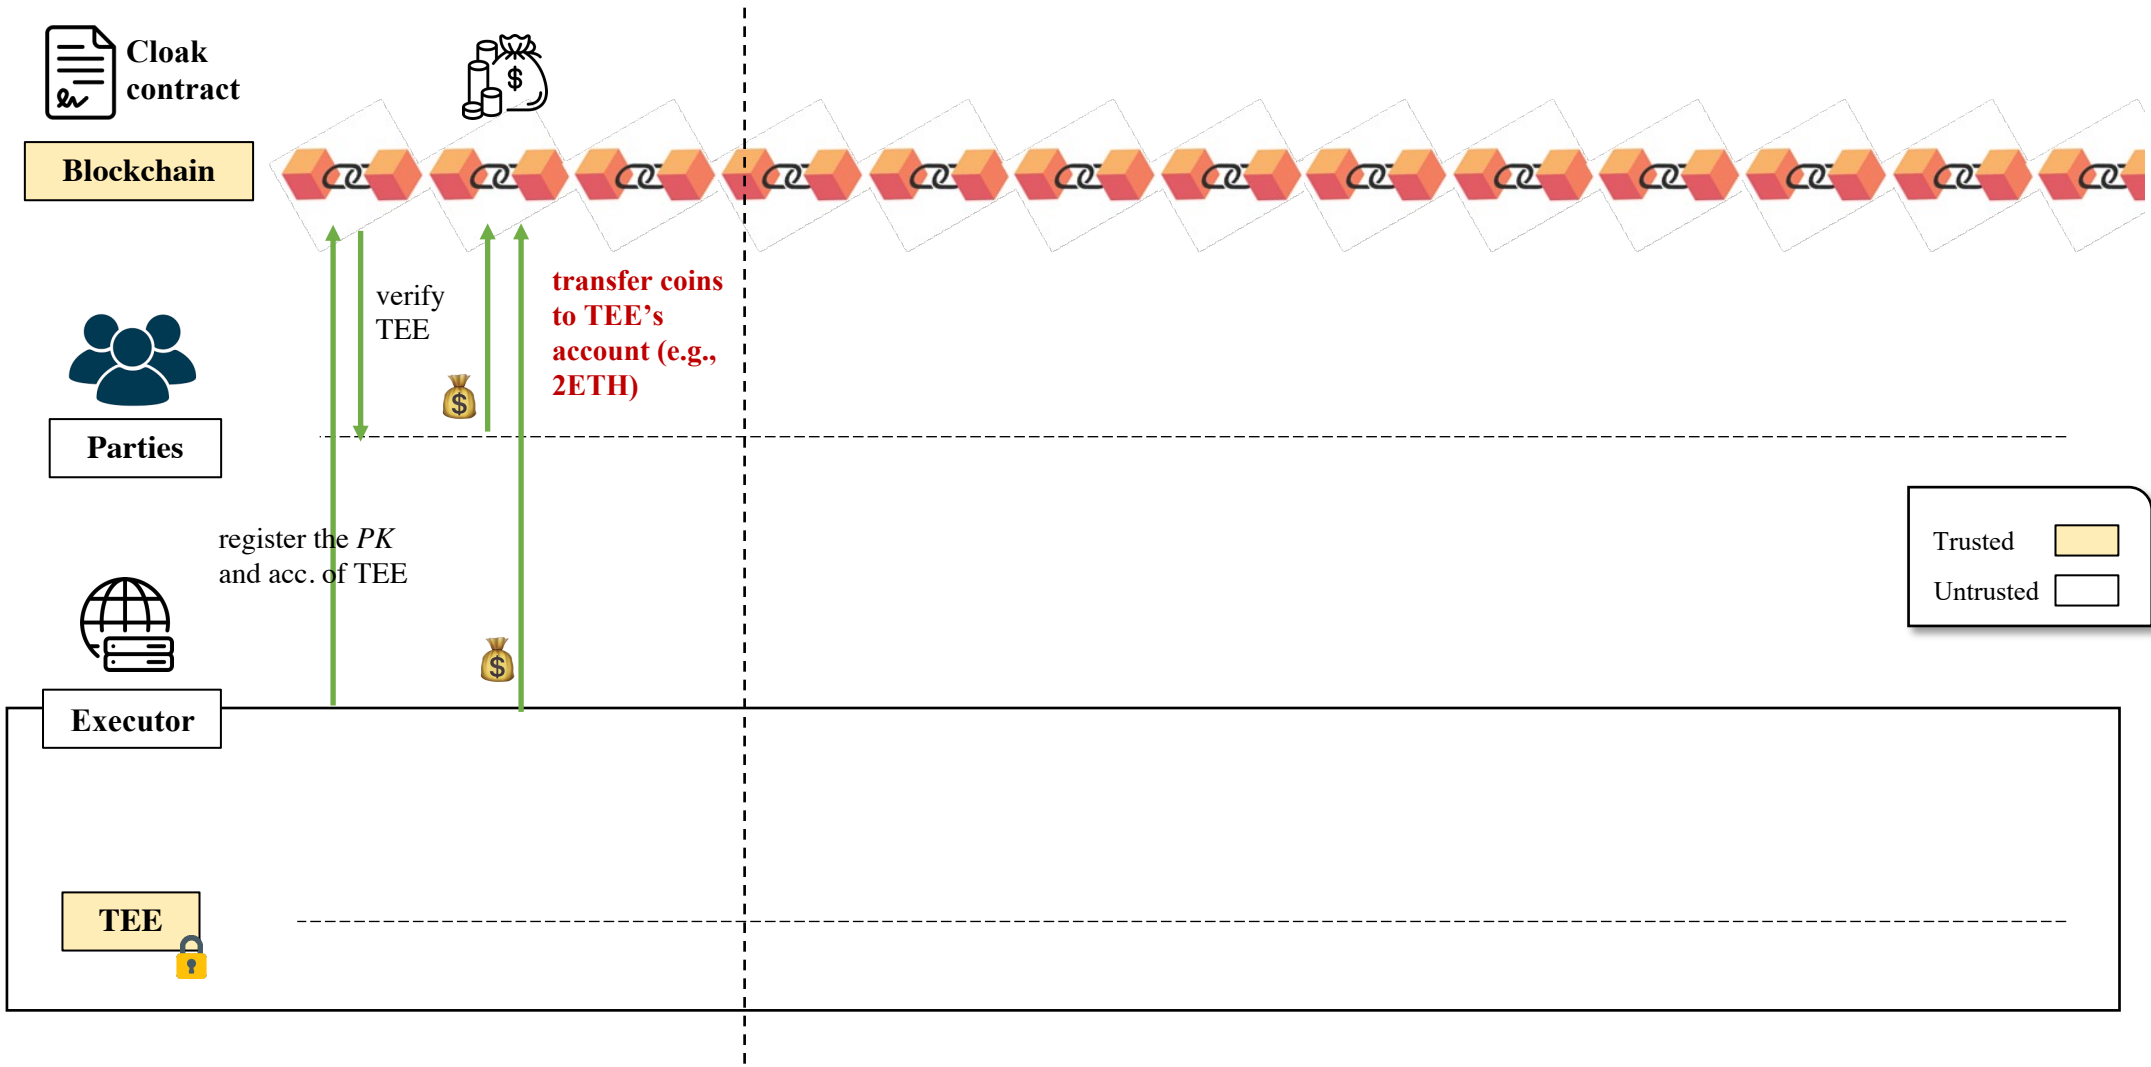 Cloak
contract
Blockchain
verify
TEE
transfer coins
to TEE’s
account (e.g.,
2ETH)
Parties
register the PK
and acc. of TEE
Trusted
Untrusted
Executor
TEE